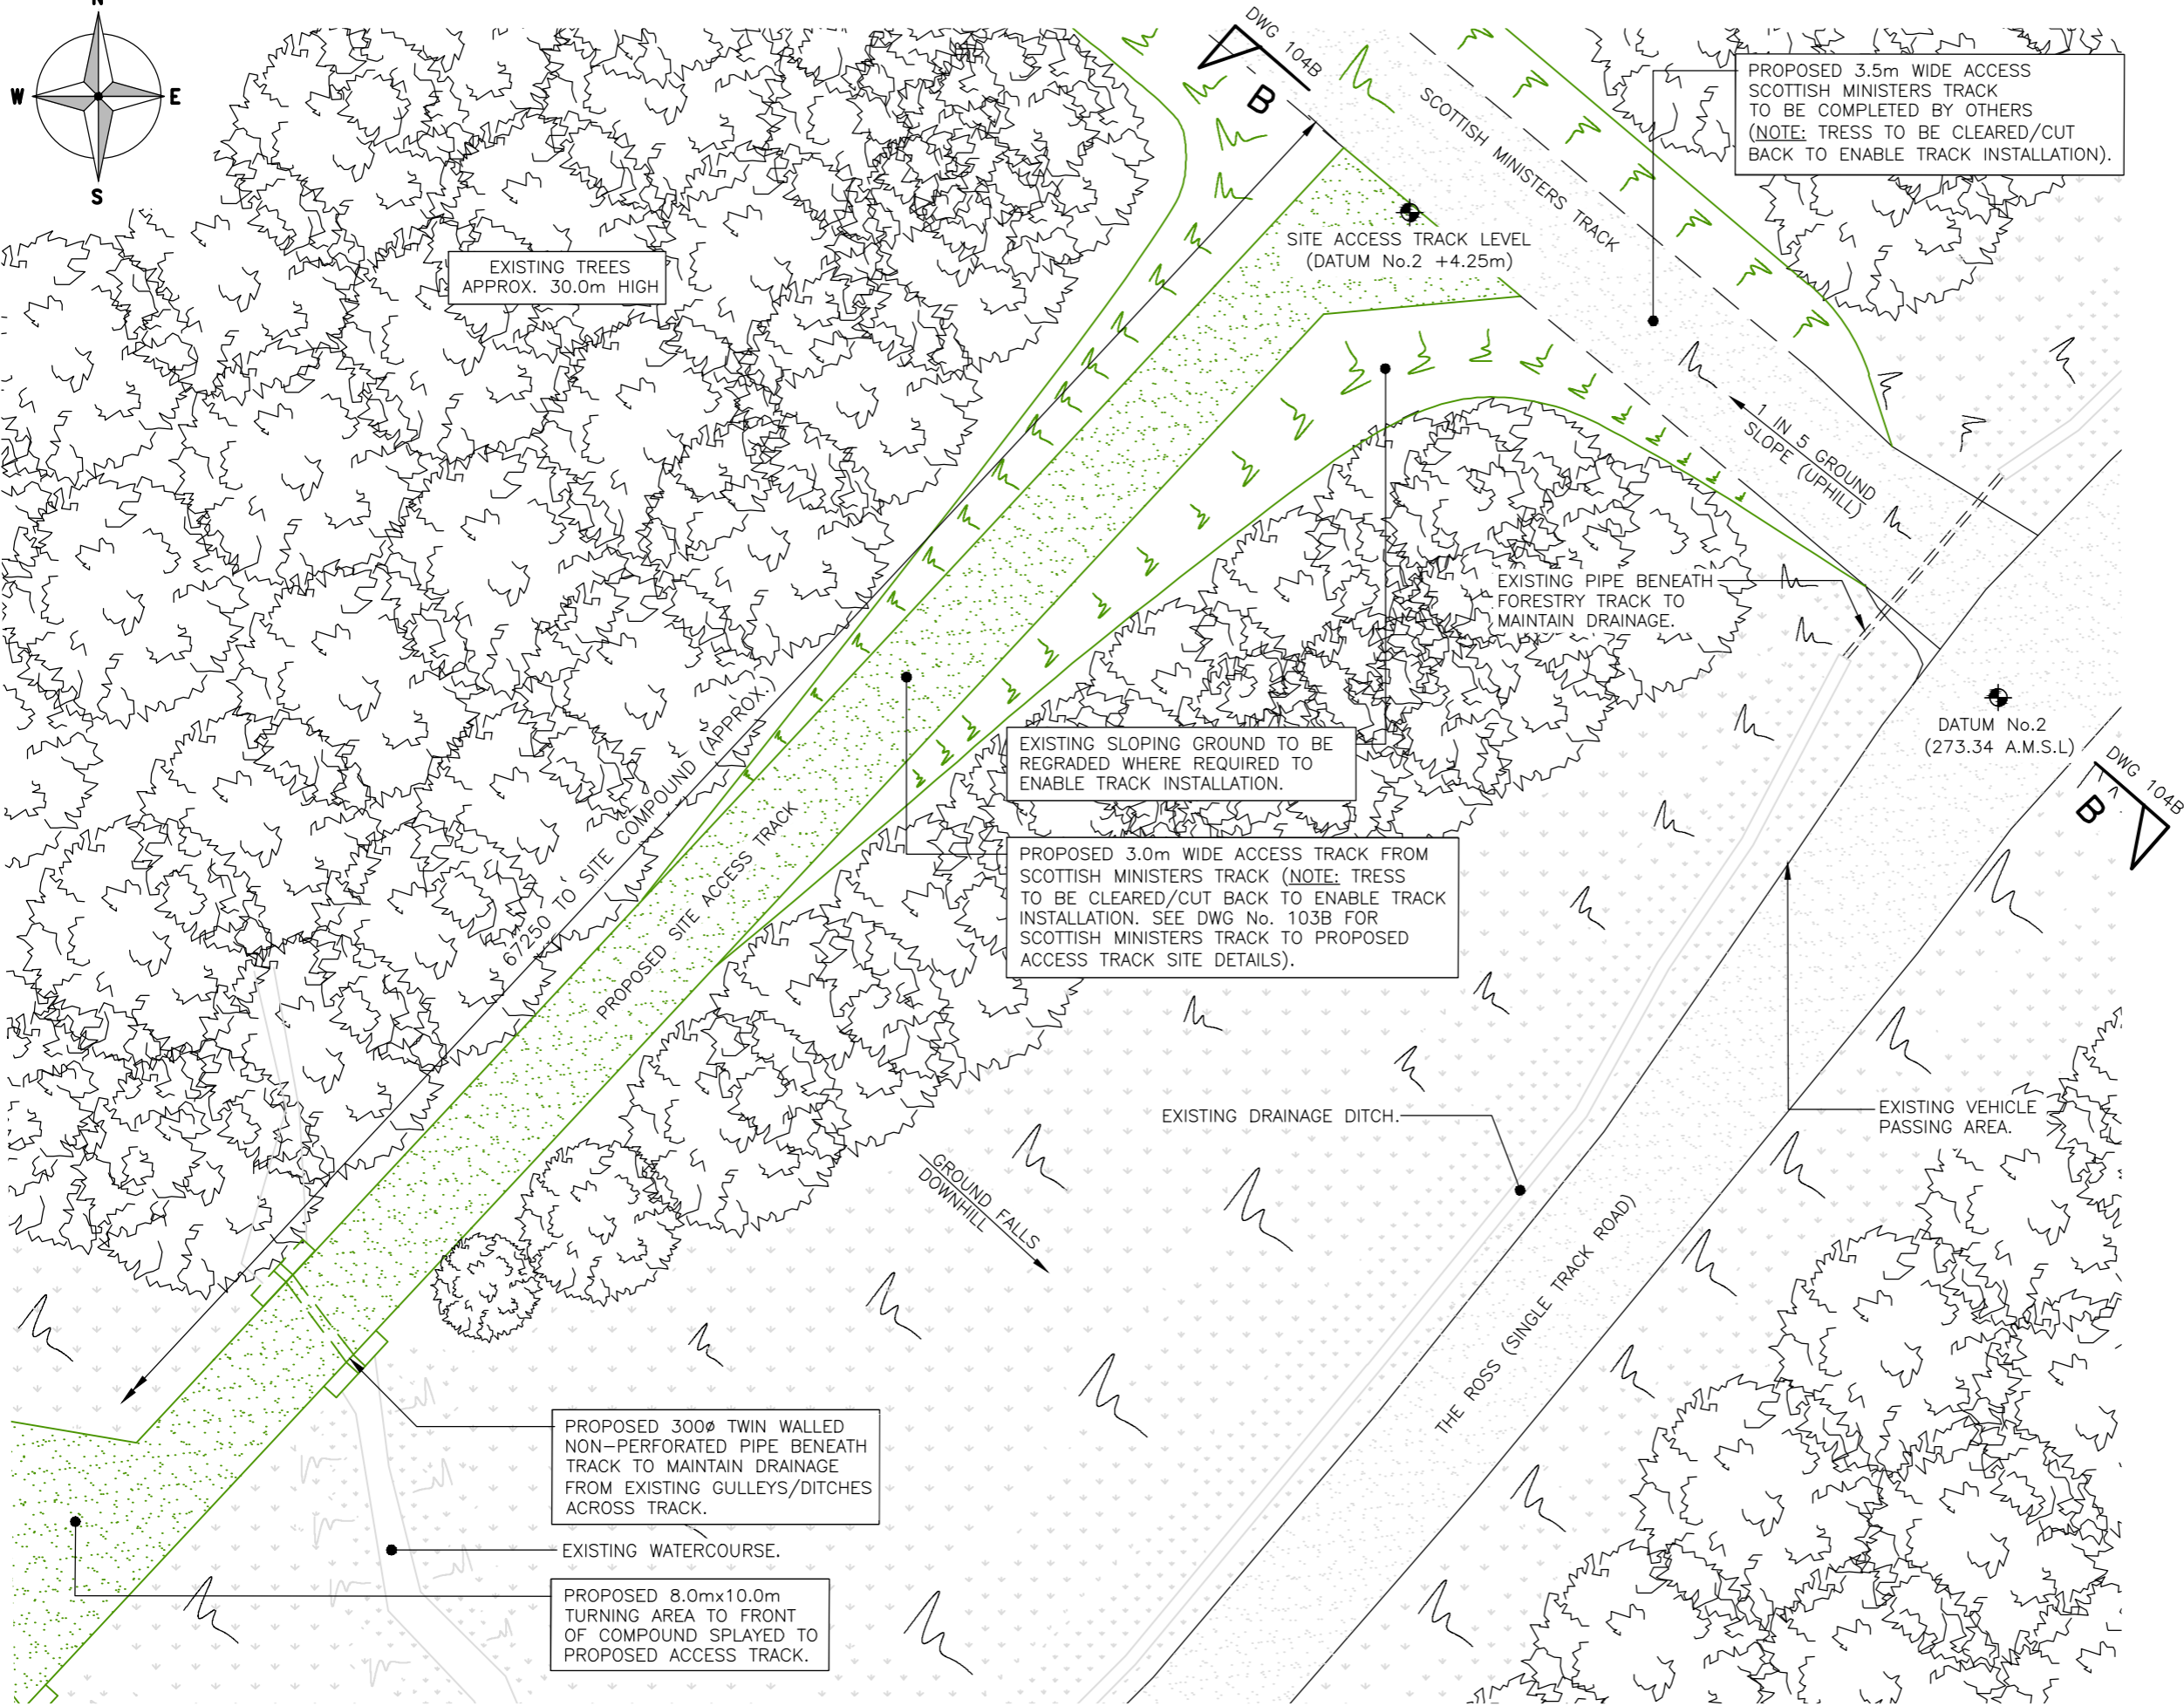 N
W
E
S
DWG 104B
B
SCOTTISH MINISTERS TRACK
PROPOSED 3.5m WIDE ACCESS
SCOTTISH MINISTERS TRACK
TO BE COMPLETED BY OTHERS
(NOTE: TRESS TO BE CLEARED/CUT
BACK TO ENABLE TRACK INSTALLATION).
EXISTING TREES
APPROX. 30.0m HIGH
SITE ACCESS TRACK LEVEL
(DATUM No.2 +4.25m)
1 IN 5 GROUND
SLOPE (UPHILL)
EXISTING PIPE BENEATH
FORESTRY TRACK TO
MAINTAIN DRAINAGE.
DATUM No.2
(273.34 A.M.S.L)
DWG 104B
B
EXISTING SLOPING GROUND TO BE
REGRADED WHERE REQUIRED TO
ENABLE TRACK INSTALLATION.
67250 TO SITE COMPOUND (APPROX.)
PROPOSED SITE ACCESS TRACK
PROPOSED 3.0m WIDE ACCESS TRACK FROM
SCOTTISH MINISTERS TRACK (NOTE: TRESS
TO BE CLEARED/CUT BACK TO ENABLE TRACK
INSTALLATION. SEE DWG No. 103B FOR
SCOTTISH MINISTERS TRACK TO PROPOSED
ACCESS TRACK SITE DETAILS).
EXISTING DRAINAGE DITCH.
EXISTING VEHICLE
PASSING AREA.
GROUND FALLS
DOWNHILL
THE ROSS (SINGLE TRACK ROAD)
PROPOSED 300ø TWIN WALLED
NON-PERFORATED PIPE BENEATH
TRACK TO MAINTAIN DRAINAGE
FROM EXISTING GULLEYS/DITCHES
ACROSS TRACK.
EXISTING WATERCOURSE.
PROPOSED 8.0mx10.0m
TURNING AREA TO FRONT
OF COMPOUND SPLAYED TO
PROPOSED ACCESS TRACK.